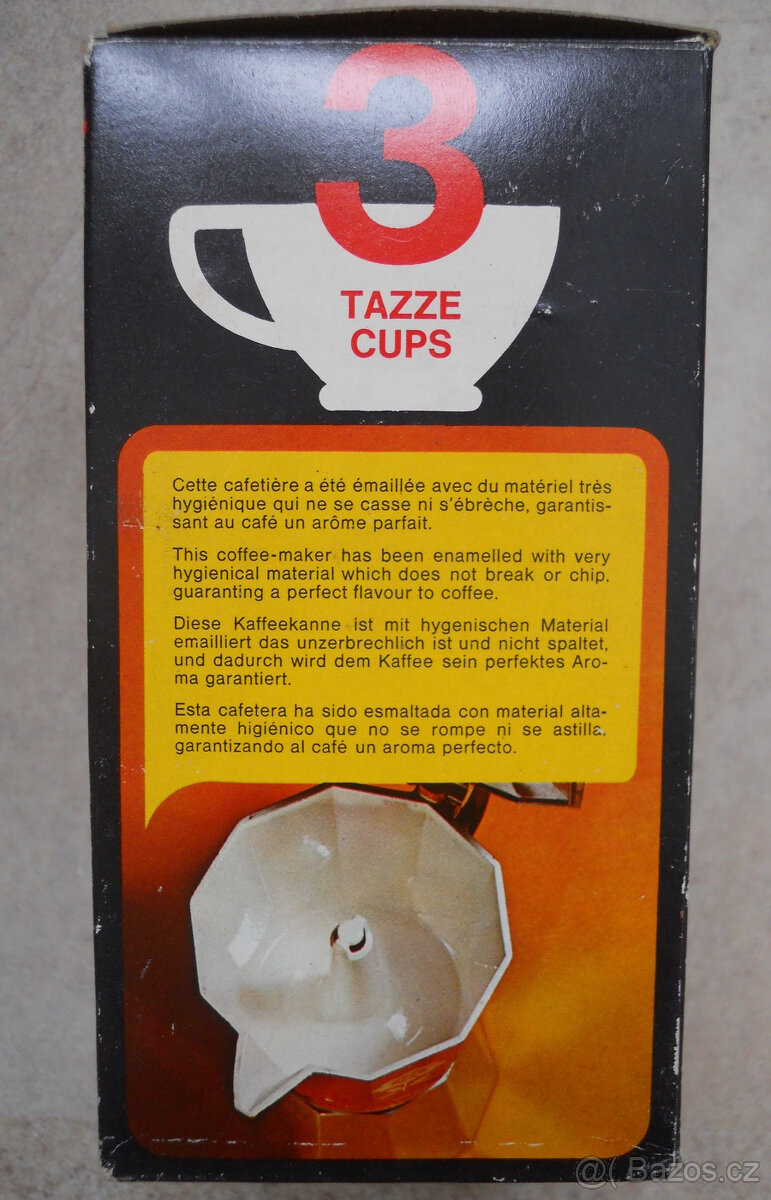 3
TAZZE
CUPS
Cette cafetière a été émaillée avec du matériel très
hygiénique qui ne se casse ni s'ébrèche, garantis-
sant au café un arôme parfait.
This coffee-maker has been enamelled with very
hygienical material which does not break or chip,
guaranting a perfect flavour to coffee.
Diese Kaffeekanne ist mit hygenischen Material
emailliert das unzerbrechlich ist und nicht spaltet,
und dadurch wird dem Kaffee sein perfektes Aro-
ma garantiert.
Esta cafetera ha sido esmaltada con material alta-
mente higiénico que no se rompe ni se astilla,
garantizando al café un aroma perfecto.
@( Bazos.cz